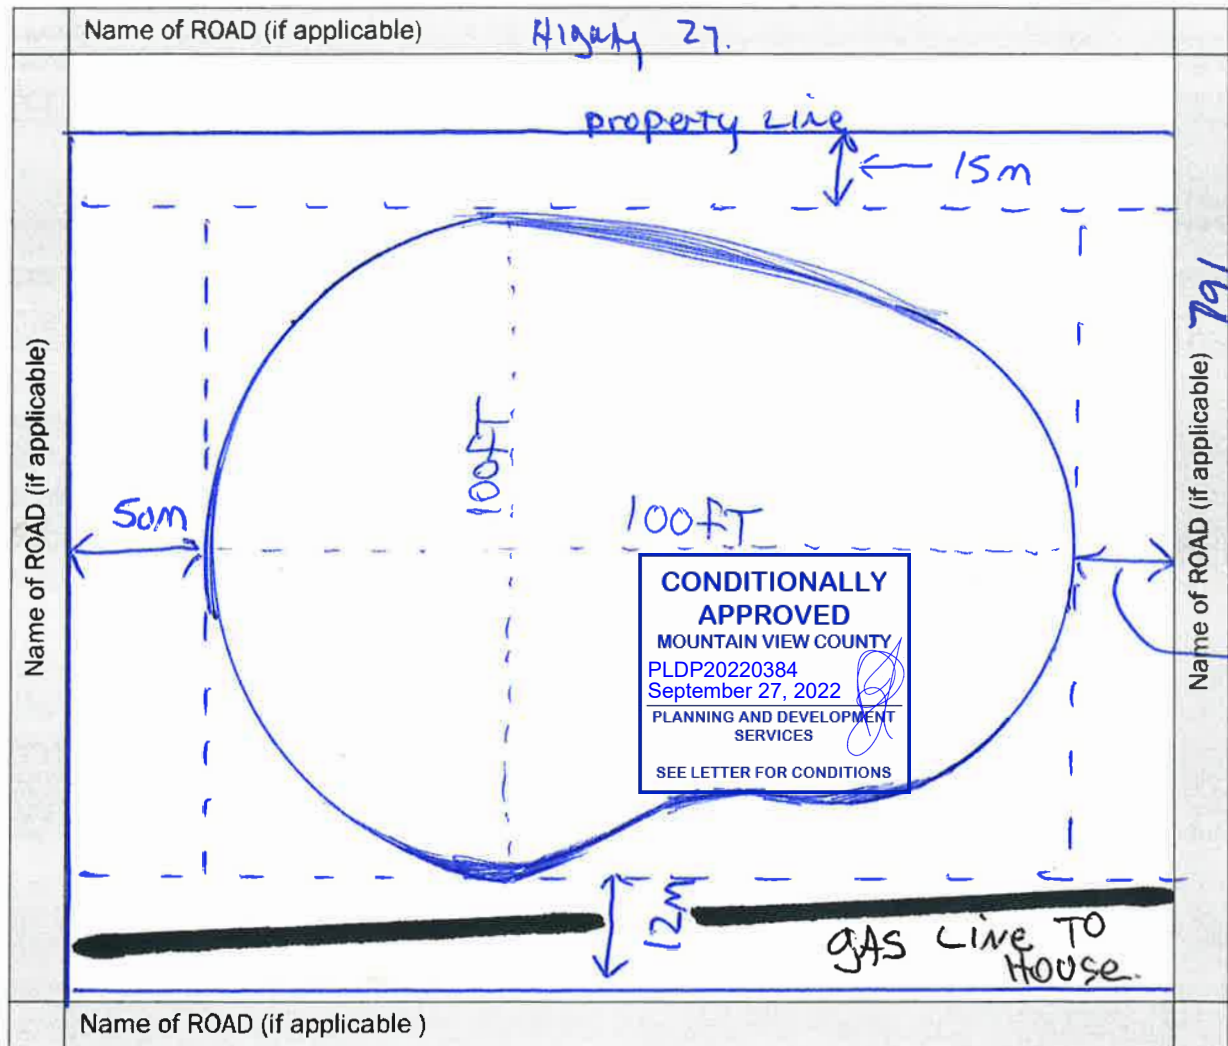 Name of ROAD (if applicable)
27.
property Line
15m
791
Name of ROAD (if applicable)
Name of ROAD (if applicable)
50m
100FT
100FT
CONDITIONALLY
APPROVED
MOUNTAIN VIEW COUNTY
PLDP20220384
September 27, 2022
PLANNING AND DEVELOPMENT
SERVICES
SEE LETTER FOR CONDITIONS
12m
gAS LiNe TO
House.
Name of ROAD (if applicable )